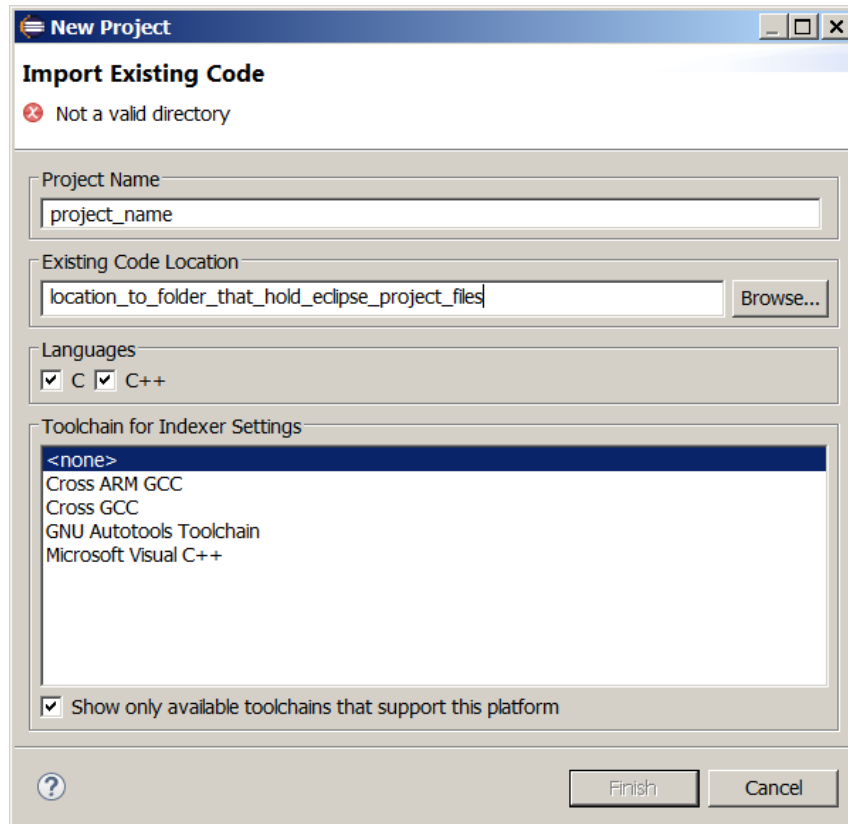 New Project
Import Existing Code
Not a valid directory
Project Name
project_name
Existing Code Location
location_to_folder_that_hold_eclipse_project_files
Browse...
Languages
C C++
Toolchain for Indexer Settings
<none>
Cross ARM GCC
Cross GCC
GNU Autotools Toolchain
Microsoft Visual C++
Show only available toolchains that support this platform
? Finish Cancel